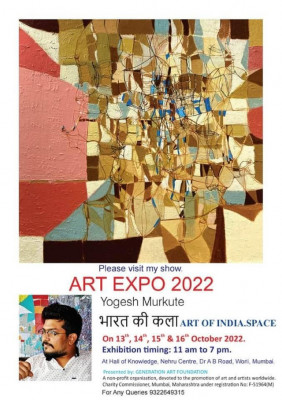 Please visit my show.
ART EXPO 2022
Yogesh Murkute
भारत की कला ART OF INDIA.SPACE
On 13th, 14th, 15th & 16th October 2022.
Exhibition timing: 11 am to 7 pm.
At Hall of Knowledge, Nehru Centre, Dr A B Road, Worli, Mumbai.
Presented by: GENERATION ART FOUNDATION
A non-profit organization, devoted to the promotion of art and artists worldwide.
Charity Commissioner, Mumbai, Maharashtra under registration No: F-51964(M)
For Any Queries 9322649315